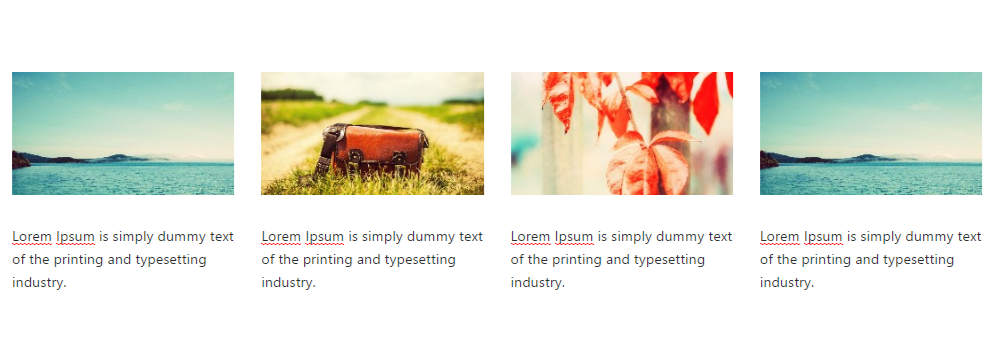 Lorem Ipsum is simply dummy text
of the printing and typesetting
industry.
Lorem Ipsum is simply dummy text
of the printing and typesetting
industry.
Lorem Ipsum is simply dummy text
of the printing and typesetting
industry.
Lorem Ipsum is simply dummy text
of the printing and typesetting
industry.